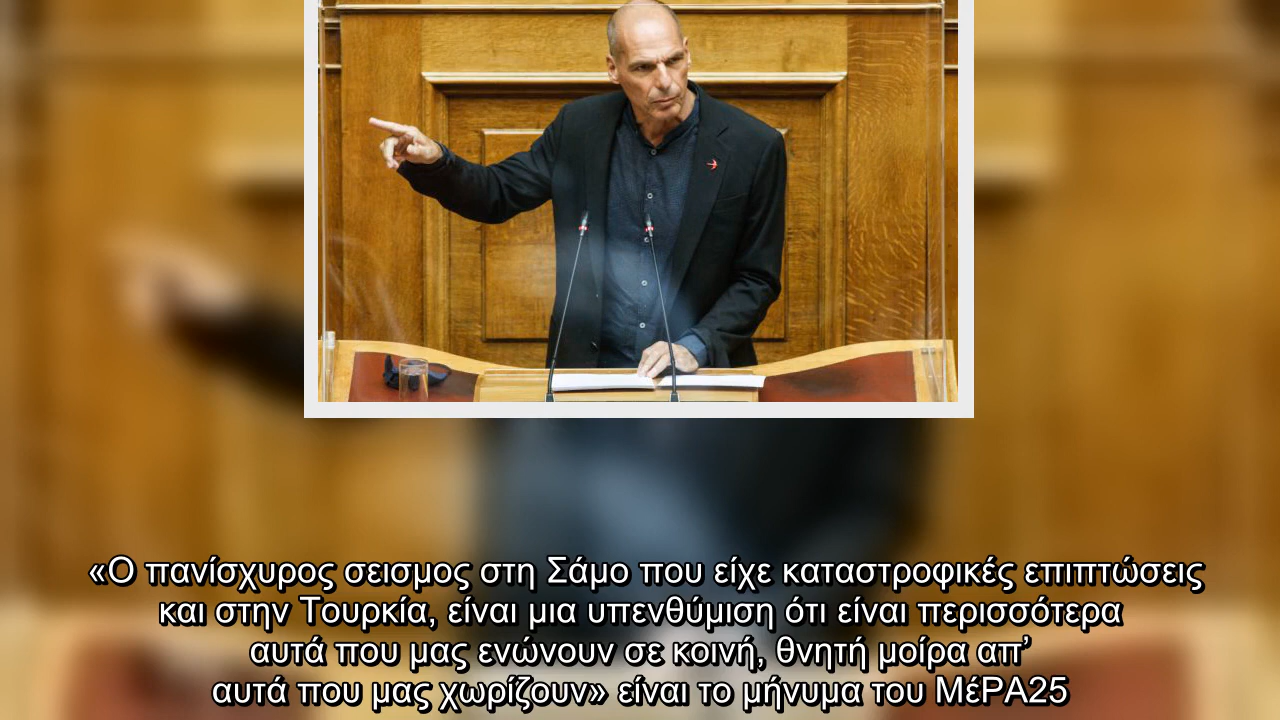 «Ο πανίσχυρος σεισμος στη Σάμο που είχε καταστροφικές επιπτώσεις
και στην Τουρκία, είναι μια υπενθύμιση ότι είναι περισσότερα
αυτά που μας ενώνουν σε κοινή, θνητή μοίρα απ’
αυτά που μας χωρίζουν» είναι το μήνυμα του ΜέΡΑ25